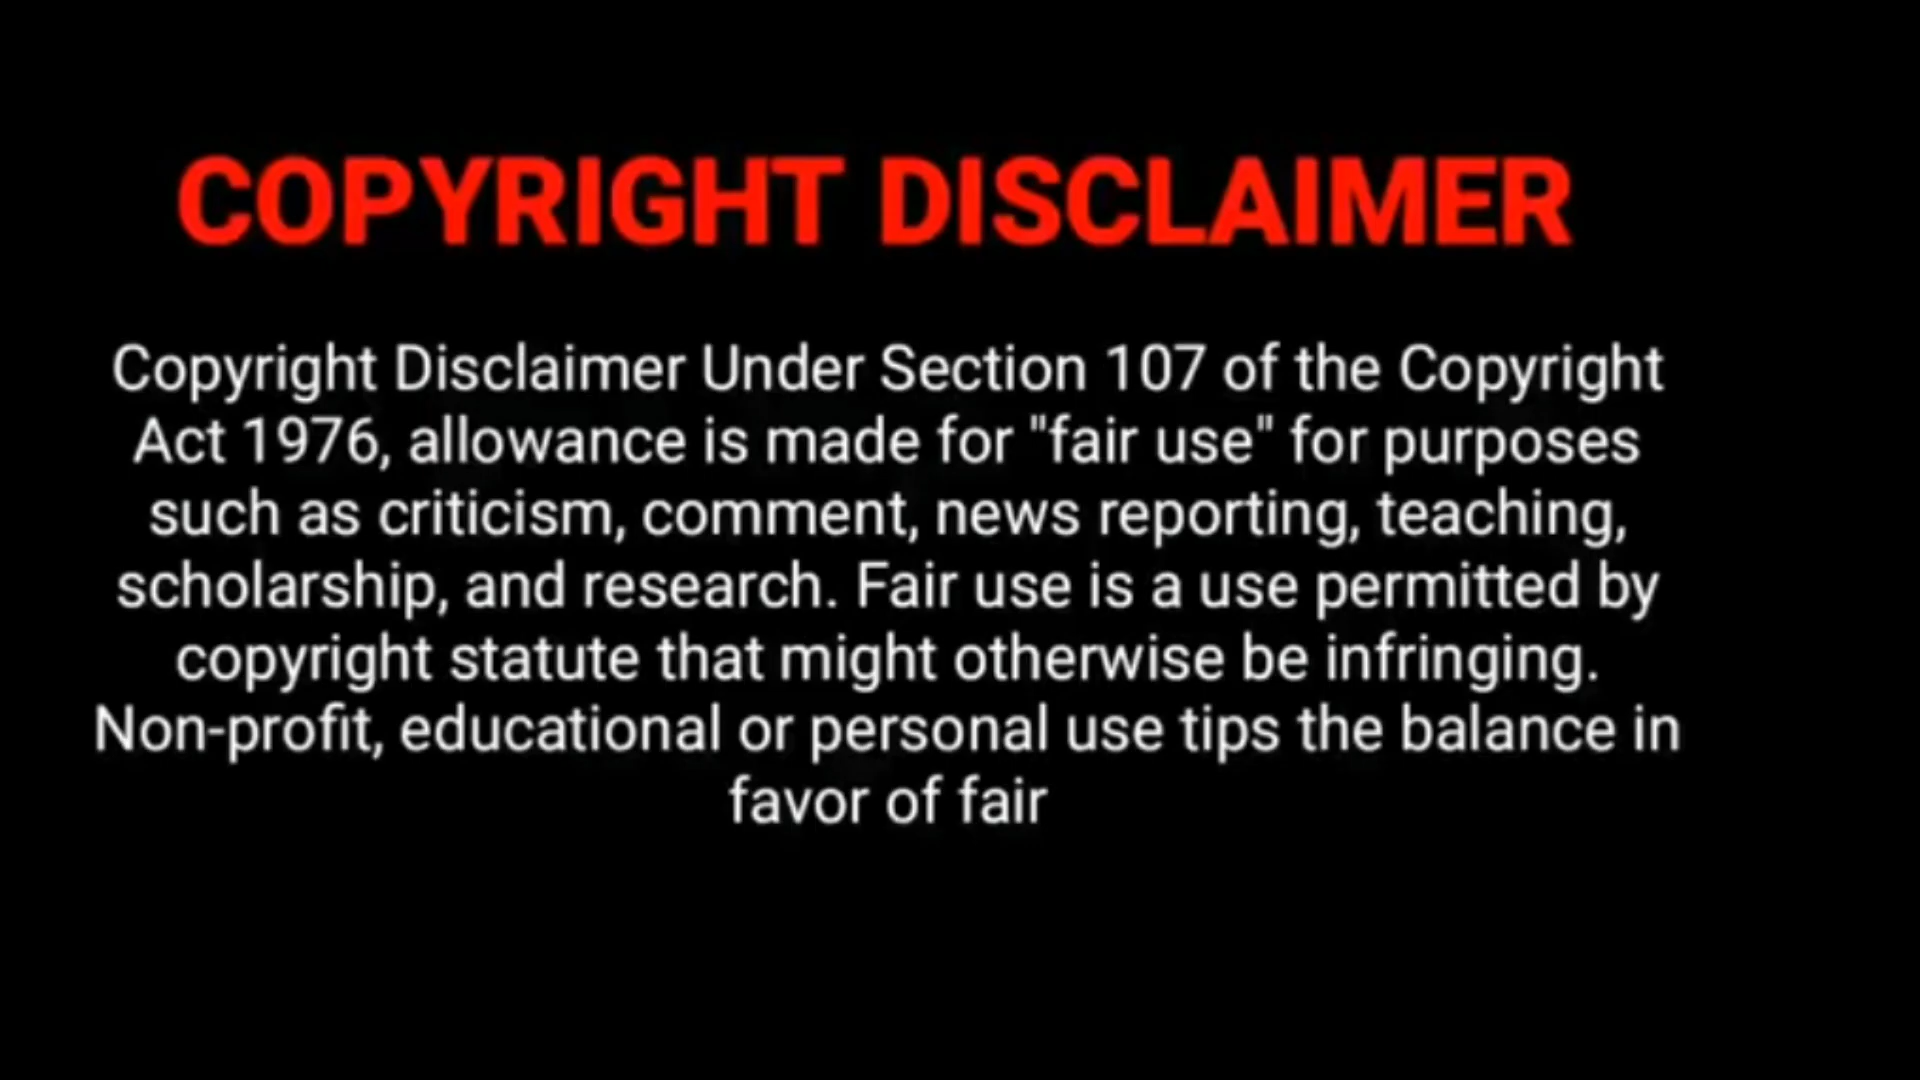 COPYRIGHT DISCLAIMER
Copyright Disclaimer Under Section 107 of the Copyright
Act 1976, allowance is made for "fair use" for purposes
such as criticism, comment, news reporting, teaching,
scholarship, and research. Fair use is a use permitted by
copyright statute that might otherwise be infringing.
Non-profit, educational or personal use tips the balance in
favor of fair